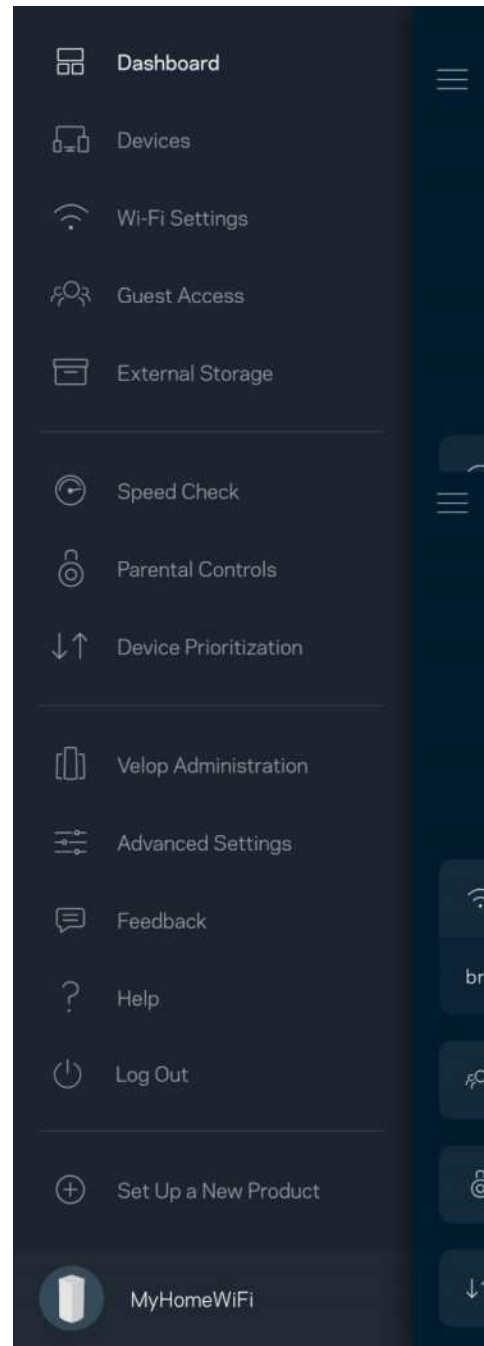 Dashboard
Devices
Wi-Fi Settings
Guest Access
External Storage
Speed Check
Parental Controls
Device Prioritization
Velop Administration
Advanced Settings
Feedback
br
Help
Log Out
Set Up a New Product
MyHomeWiFi